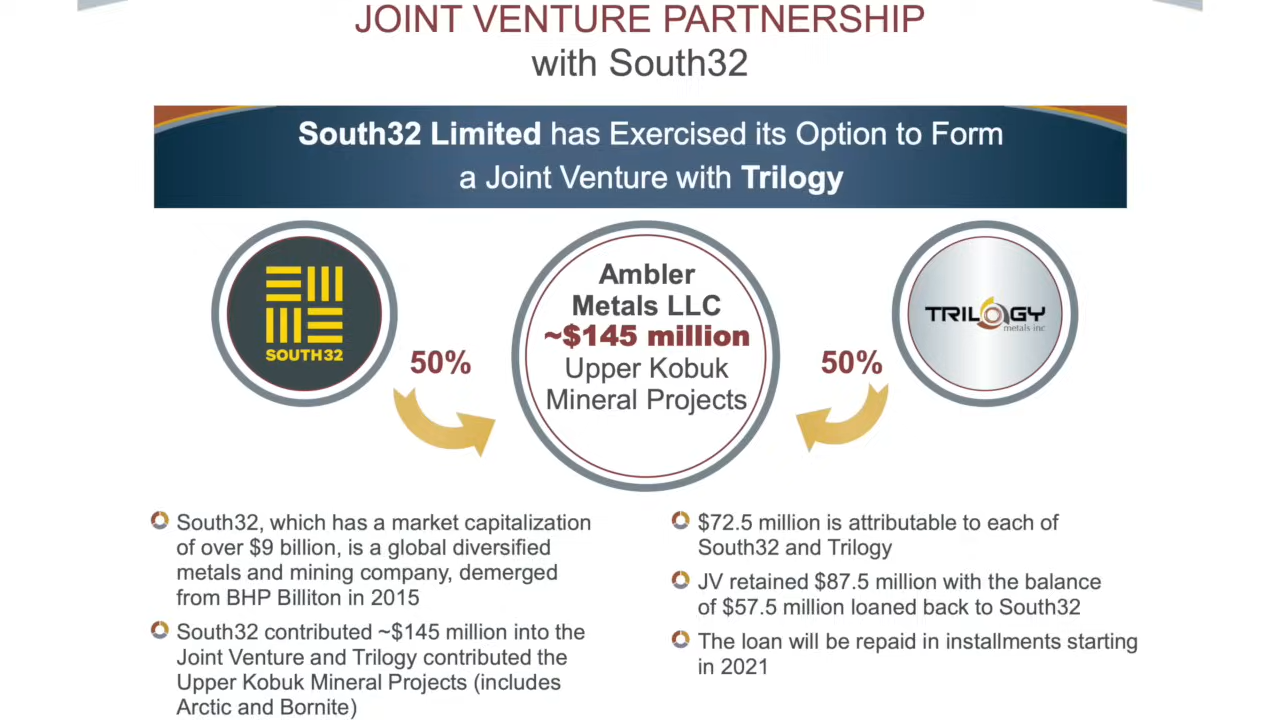 JOINT VENTURE PARTNERSHIP
with South32
South32 Limited has Exercised its Option to Form
a Joint Venture with Trilogy
SOUTH32
50%
Ambler
Metals LLC
~$145 million
Upper Kobuk
Mineral Projects
50%
TRILOGY
metals inc
South32, which has a market capitalization
of over $9 billion, is a global diversified
metals and mining company, demerged
from BHP Billiton in 2015
South32 contributed ~$145 million into the
Joint Venture and Trilogy contributed the
Upper Kobuk Mineral Projects (includes
Arctic and Bornite)
$72.5 million is attributable to each of
South32 and Trilogy
JV retained $87.5 million with the balance
of $57.5 million loaned back to South32
The loan will be repaid in installments starting
in 2021